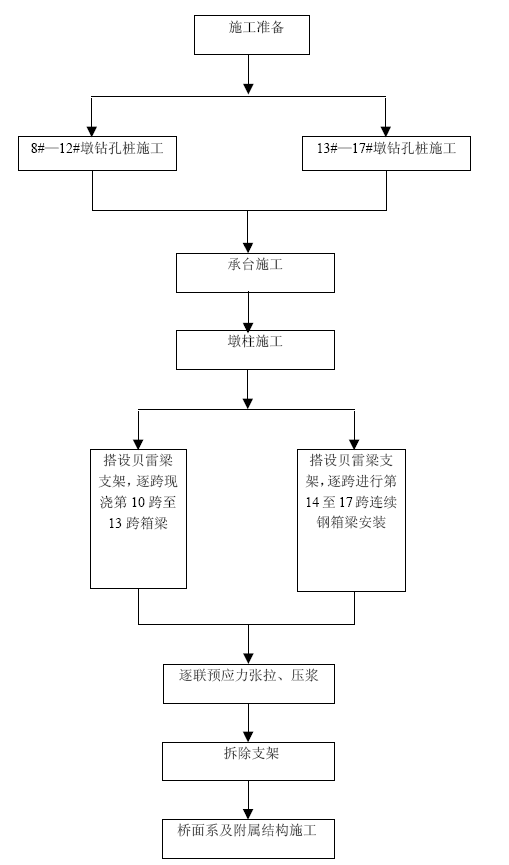 施工准备
8#—12#墩钻孔桩施工
13#—17#墩钻孔桩施工
承台施工
墩柱施工
搭设贝雷梁
支架，逐跨现
浇第 10 跨至
13 跨箱梁
搭设贝雷梁支
架，逐跨进行第
14 至 17 跨连续
钢箱梁安装
逐联预应力张拉、压浆
拆除支架
桥面系及附属结构施工